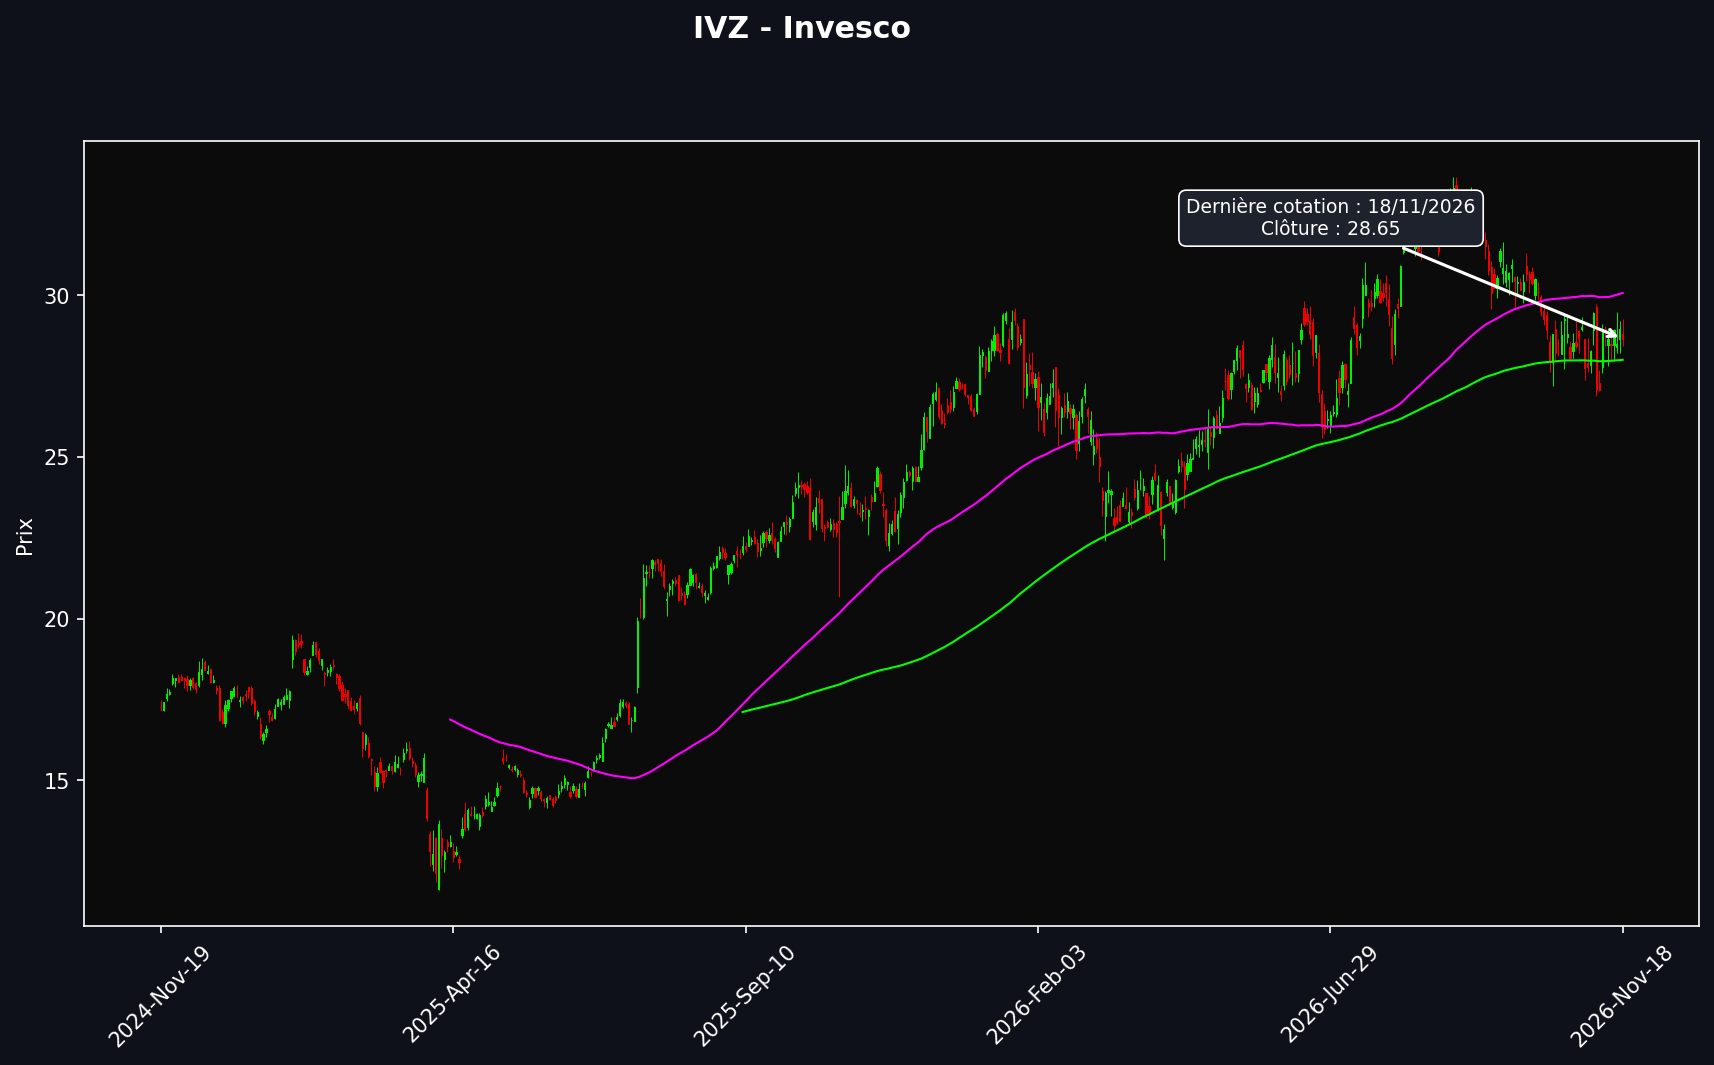 IVZ - Invesco
Dernière cotation : 18/11/2026
Clôture : 28.65
Prix
30
25
20
15
2024-Nov-19
2025-Apr-16
2025-Sep-10
2026-Feb-03
2026-Jun-29
2026-Nov-18